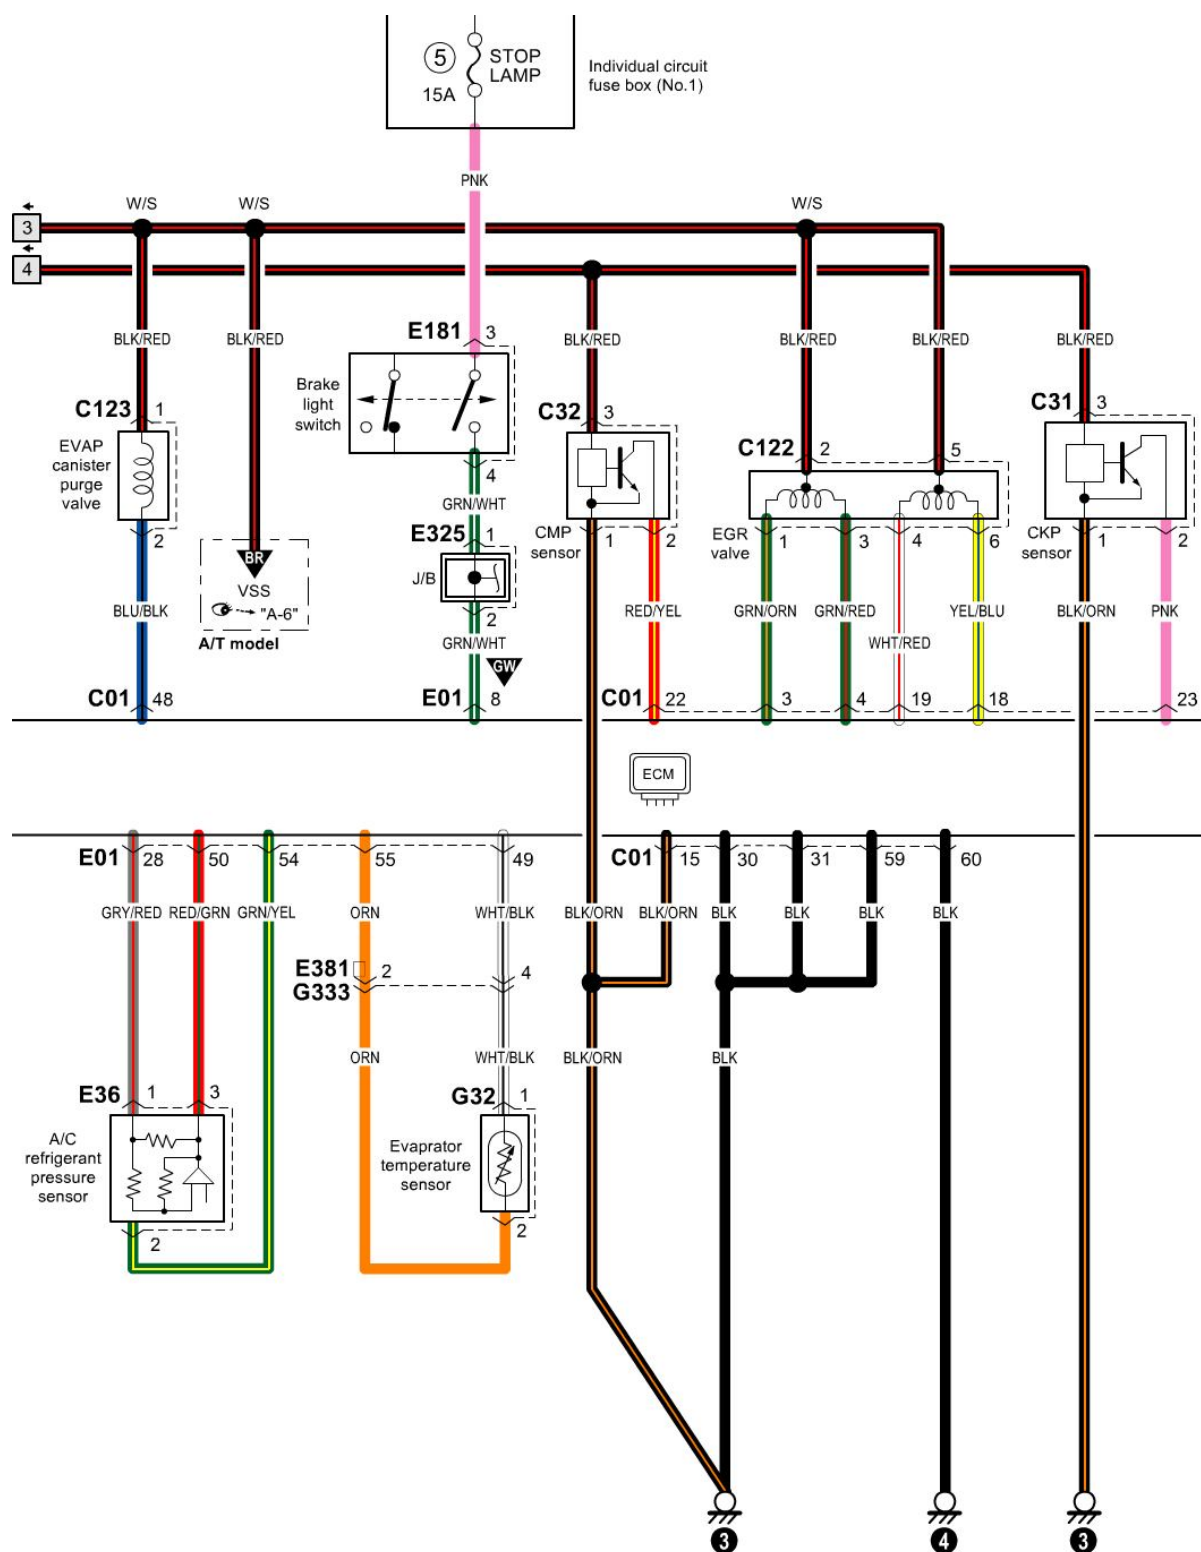 5
STOP
LAMP
15A
Individual circuit
fuse box (No.1)
PNK
W/S
W/S
W/S
3
4
BLK/RED
BLK/RED
E181
3
BLK/RED
BLK/RED
BLK/RED
BLK/RED
Brake
light
switch
C123
1
C32
3
C31
3
EVAP
canister
purge
valve
C122
2
5
4
GRN/WHT
2
E325
1
CMP
sensor
1
2
EGR
valve
1
3
4
6
CKP
sensor
1
2
BR
VSS
"A-6"
A/T model
J/B
BLU/BLK
2
RED/YEL
GRN/ORN
GRN/RED
YEL/BLU
BLK/ORN
PNK
GRN/WHT
WHT/RED
GW
C01
48
E01
8
C01
22
3
4
19
18
23
ECM
E01
28
50
54
55
49
C01
15
30
31
59
60
GRY/RED
RED/GRN
GRN/YEL
ORN
WHT/BLK
BLK/ORN
BLK/ORN
BLK
BLK
BLK
BLK
E381
2
4
G333
ORN
WHT/BLK
BLK/ORN
BLK
E36
1
3
G32
1
A/C
refrigerant
pressure
sensor
Evaprator
temperature
sensor
2
2
3
4
3